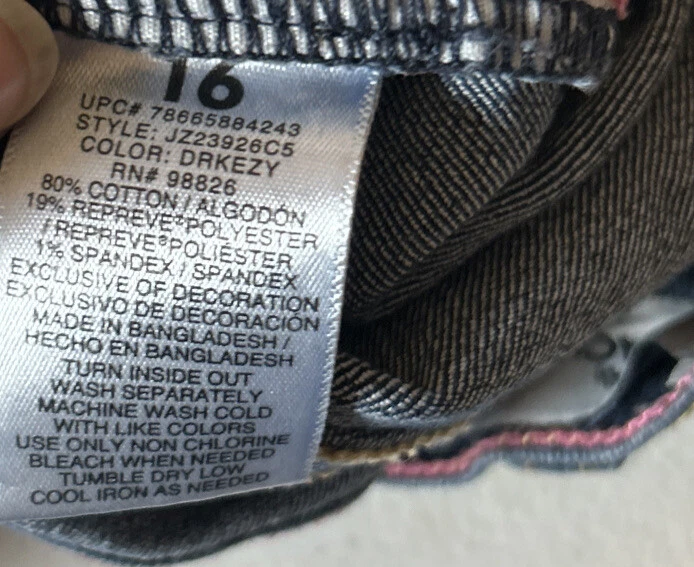 16
UPC# 78665884243
STYLE: JZ23926C5
COLOR: DRKEZY
RN# 98826
80% COTTON / ALGODÓN
19% REPREVE®POLYESTER
/ REPREVE®POLIÉSTER
1% SPANDEX / SPANDEX
EXCLUSIVE OF DECORATION
EXCLUSIVO DE DECORACIÓN
MADE IN BANGLADESH /
HECHO EN BANGLADESH
TURN INSIDE OUT
WASH SEPARATELY
MACHINE WASH COLD
WITH LIKE COLORS
USE ONLY NON CHLORINE
BLEACH WHEN NEEDED
TUMBLE DRY LOW
COOL IRON AS NEEDED